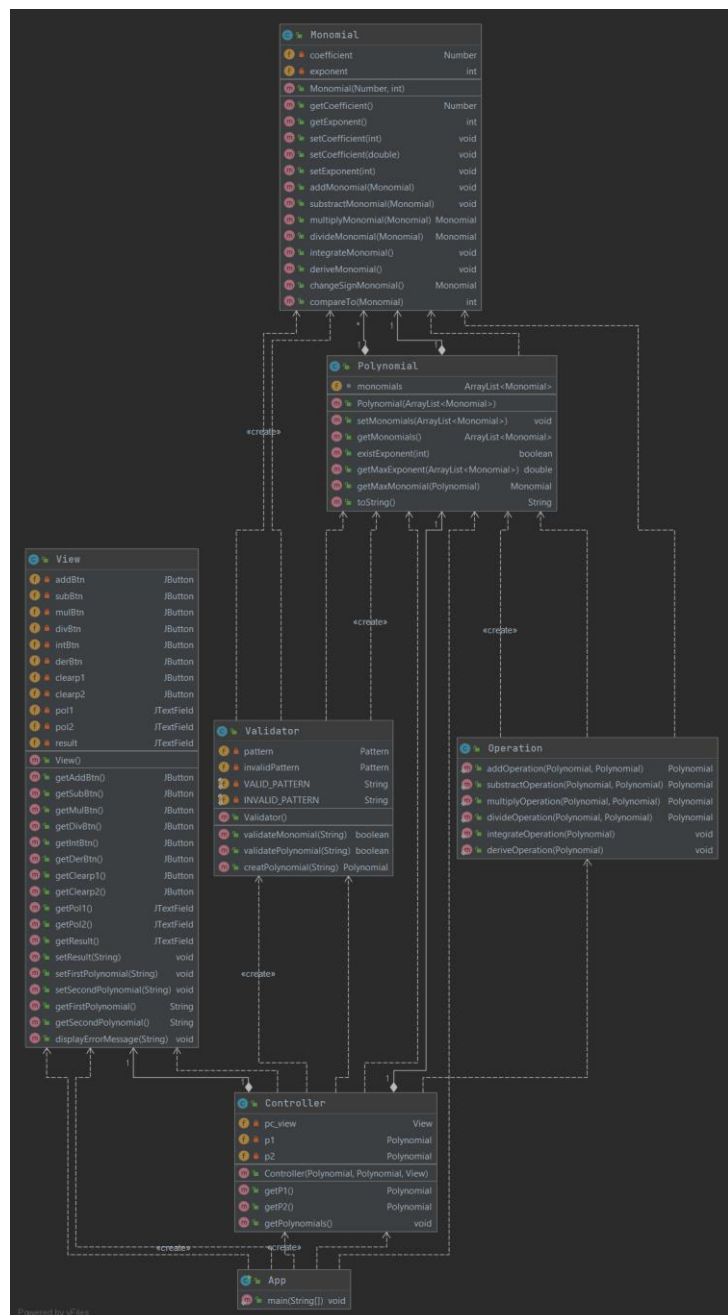 Monomial
coefficient Number
exponent int
Monomial(Number, int)
getCoefficient() Number
getExponent() int
setCoefficient(int) void
setCoefficient(double) void
setExponent(int) void
addMonomial(Monomial) void
substractMonomial(Monomial) void
multiplyMonomial(Monomial) Monomial
divideMonomial(Monomial) Monomial
integrateMonomial() void
deriveMonomial() void
changeSignMonomial() Monomial
compareTo(Monomial) int
* 1
1 1
Polynomial
monomials ArrayList<Monomial>
Polynomial(ArrayList<Monomial>)
setMonomials(ArrayList<Monomial>) void
getMonomials() ArrayList<Monomial>
existExponent(int) boolean
getMaxExponent(ArrayList<Monomial>) double
getMaxMonomial(Polynomial) Monomial
toString() String
«create»
1
View
addBtn JButton
subBtn JButton
mulBtn JButton
divBtn JButton
intBtn JButton
derBtn JButton
clearp1 JButton
clearp2 JButton
pol1 JTextField
pol2 JTextField
result JTextField
View()
getAddBtn() JButton
getSubBtn() JButton
getMulBtn() JButton
getDivBtn() JButton
getIntBtn() JButton
getDerBtn() JButton
getClearp1() JButton
getClearp2() JButton
getPol1() JTextField
getPol2() JTextField
getResult() JTextField
setResult(String) void
setFirstPolynomial(String) void
setSecondPolynomial(String) void
getFirstPolynomial() String
getSecondPolynomial() String
displayErrorMessage(String) void
«create» «create»
Validator
pattern Pattern
invalidPattern Pattern
VALID_PATTERN String
INVALID_PATTERN String
Validator()
validateMonomial(String) boolean
validatePolynomial(String) boolean
creatPolynomial(String) Polynomial
Operation
addOperation(Polynomial, Polynomial) Polynomial
substractOperation(Polynomial, Polynomial) Polynomial
multiplyOperation(Polynomial, Polynomial) Polynomial
divideOperation(Polynomial, Polynomial) Polynomial
integrateOperation(Polynomial) void
deriveOperation(Polynomial) void
«create»
1
1 1
Controller
pc_view View
p1 Polynomial
p2 Polynomial
Controller(Polynomial, Polynomial, View)
getP1() Polynomial
getP2() Polynomial
getPolynomials() void
«create» «create»
App
main(String[]) void
Powered by yFiles